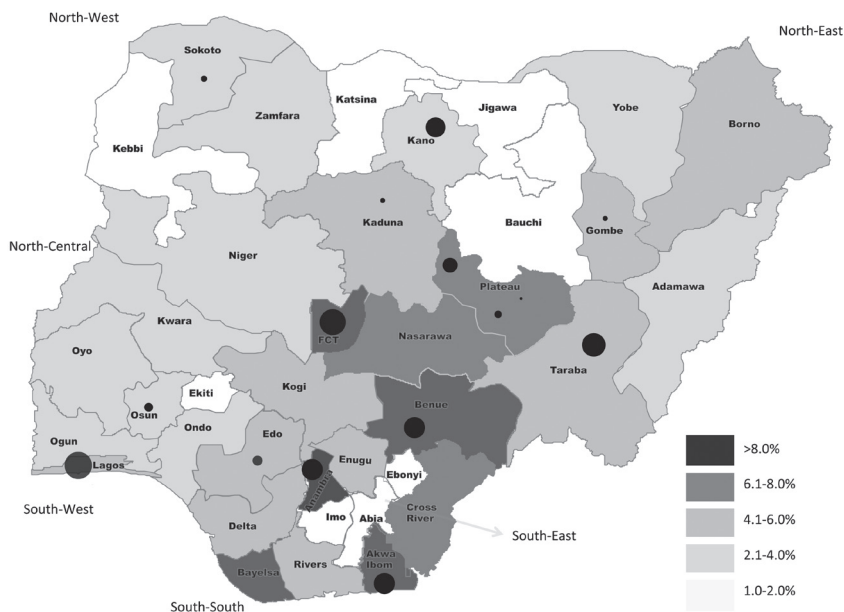 North-West
North-East
Sokoto
Katsina
Jigawa
Yobe
Zamfara
Borno
Kano
Kebbi
Kaduna
Bauchi
Gombe
North-Central
Niger
Adamawa
Plateau
Kwara
FCT
Nasarawa
Oyo
Taraba
Kogi
Ekiti
Benue
Osun
Ondo
Edo
Ogun
>8.0%
Enugu
Lagos
Ebonyi
Anambra
6.1-8.0%
South-West
Imo
Abia
Cross
River
4.1-6.0%
Delta
South-East
Akwa
Ibom
2.1-4.0%
Rivers
Bayelsa
1.0-2.0%
South-South